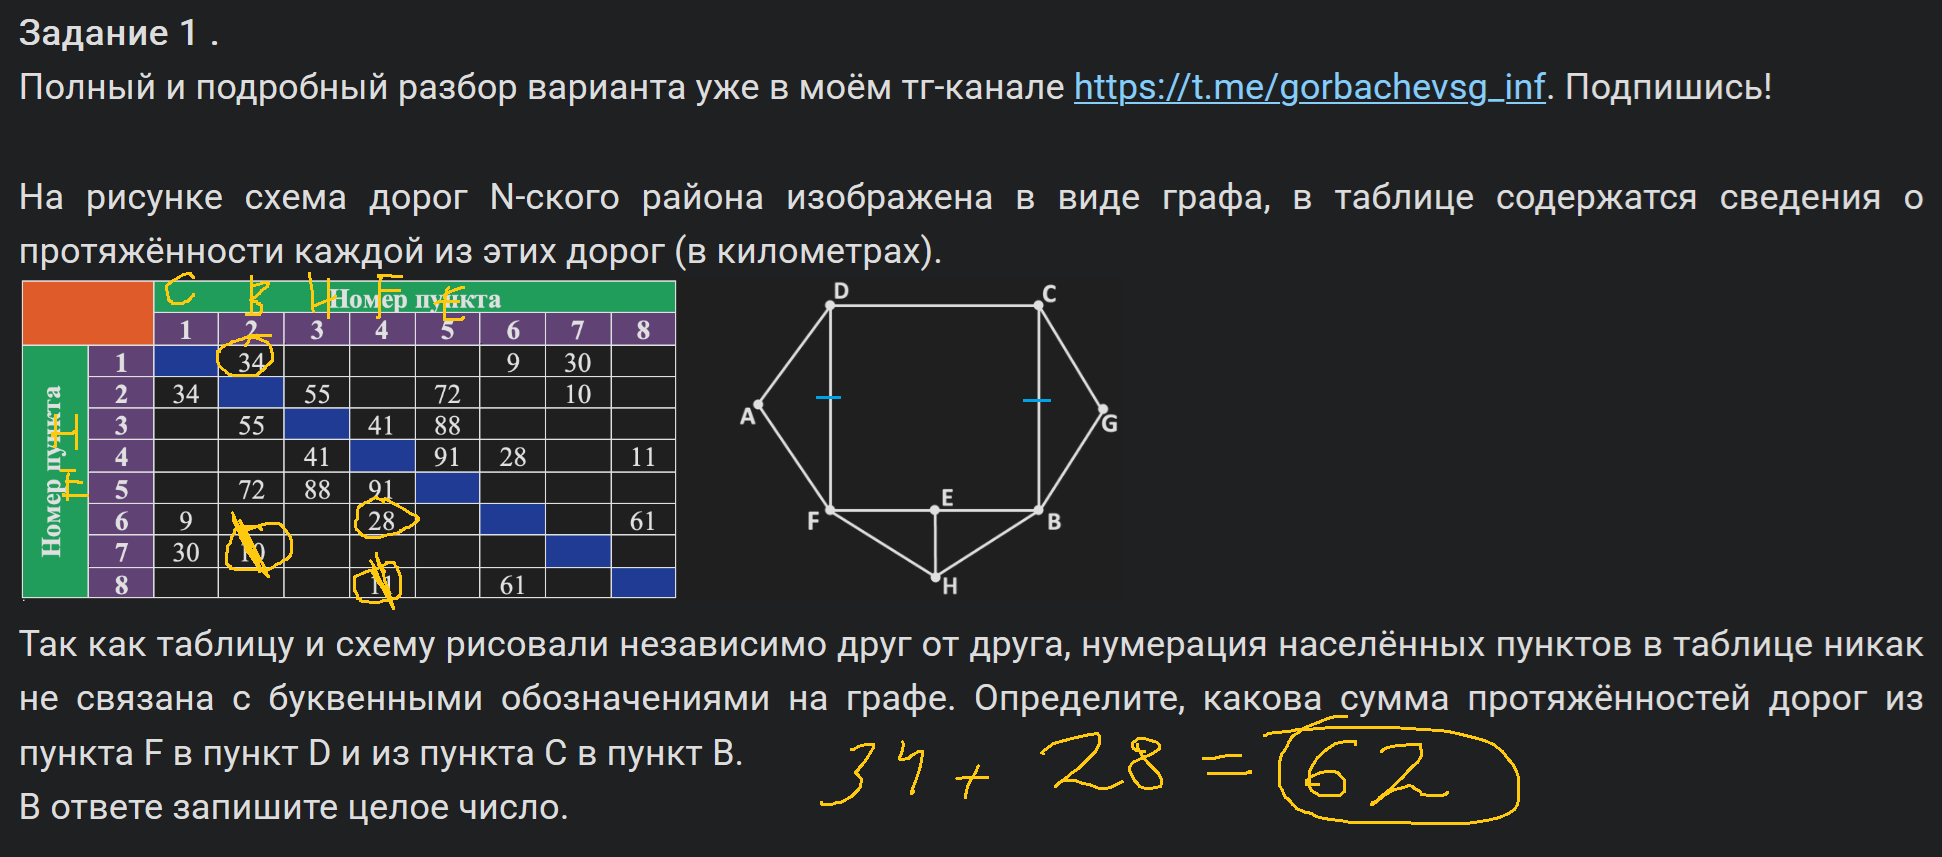 Задание 1 .
Полный и подробный разбор варианта уже в моём тг-канале https://t.me/gorbachevsg_inf. Подпишись!
На рисунке схема дорог N-ского района изображена в виде графа, в таблице содержатся сведения о
протяжённости каждой из этих дорог (в километрах).
C B H F E
Номер пункта
1 2 3 4 5 6 7 8
Номер пункта
H
F
1 34 9 30
2 34 55 72 10
3 55 41 88
4 41 91 28 11
5 72 88 91
6 9 28 61
7 30 10
8 11 61
D C
A G
F E B
H
Так как таблицу и схему рисовали независимо друг от друга, нумерация населённых пунктов в таблице никак
не связана с буквенными обозначениями на графе. Определите, какова сумма протяжённостей дорог из
пункта F в пункт D и из пункта C в пункт B.
34 + 28 = 62
В ответе запишите целое число.